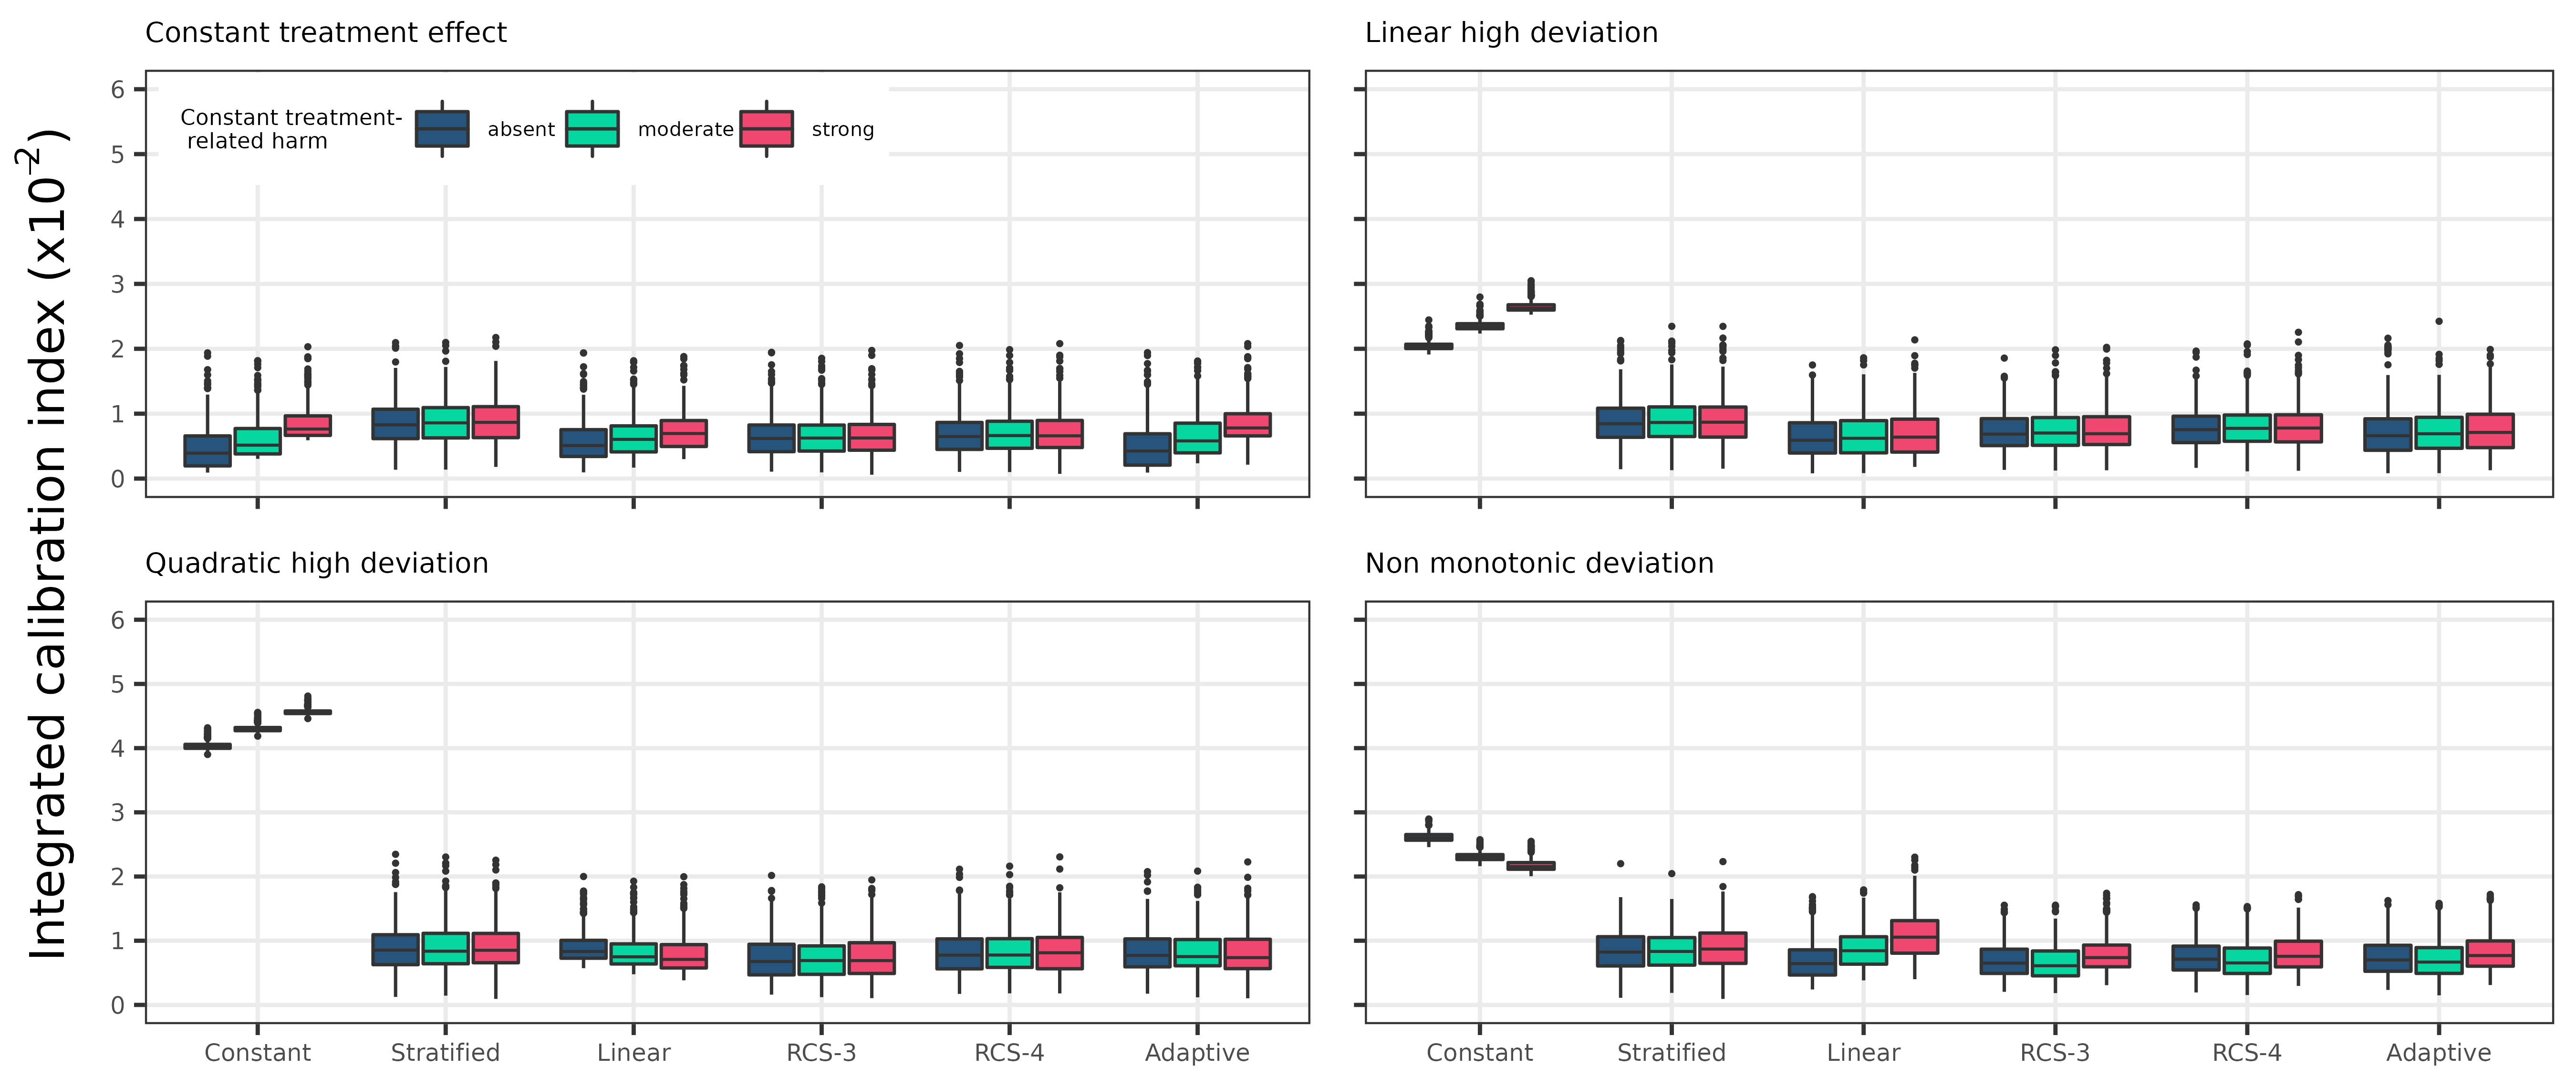 Constant treatment effect
Linear high deviation
Integrated calibration index (x10⁻²)
6
5
4
3
2
1
0
Constant treatment-
related harm
absent
moderate
strong
Quadratic high deviation
Non monotonic deviation
6
5
4
3
2
1
0
Constant Stratified Linear RCS-3 RCS-4 Adaptive
Constant Stratified Linear RCS-3 RCS-4 Adaptive